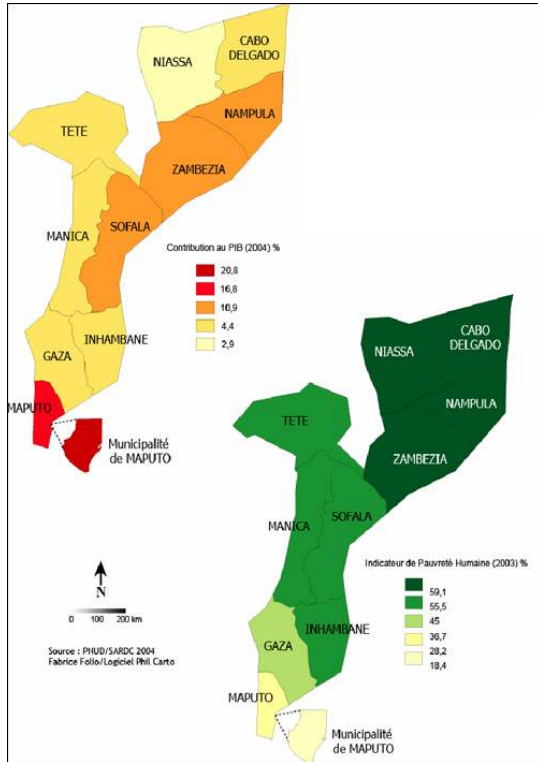 NIASSA
CABO
DELGADO
NAMPULA
TETE
ZAMBEZIA
SOFALA
MANICA
Contribution au PIB (2004) %
20,8
16,8
10,9
4,4
2,9
INHAMBANE
GAZA
MAPUTO
Municipalité
de MAPUTO
NIASSA
CABO
DELGADO
NAMPULA
TETE
ZAMBEZIA
SOFALA
MANICA
Indicateur de Pauvreté Humaine (2003) %
59,1
55,5
45
36,7
28,2
18,4
INHAMBANE
GAZA
MAPUTO
Municipalité
de MAPUTO
N
0 100 200 km
Source : PNUD/SARDC 2004
Fabrice Folio/Logiciel Phil Carto